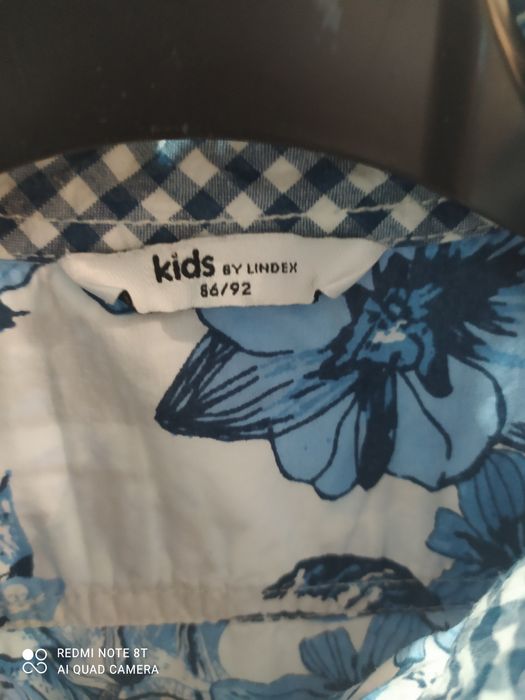 kids BY LINDEX
86/92
REDMI NOTE 8T
AI QUAD CAMERA